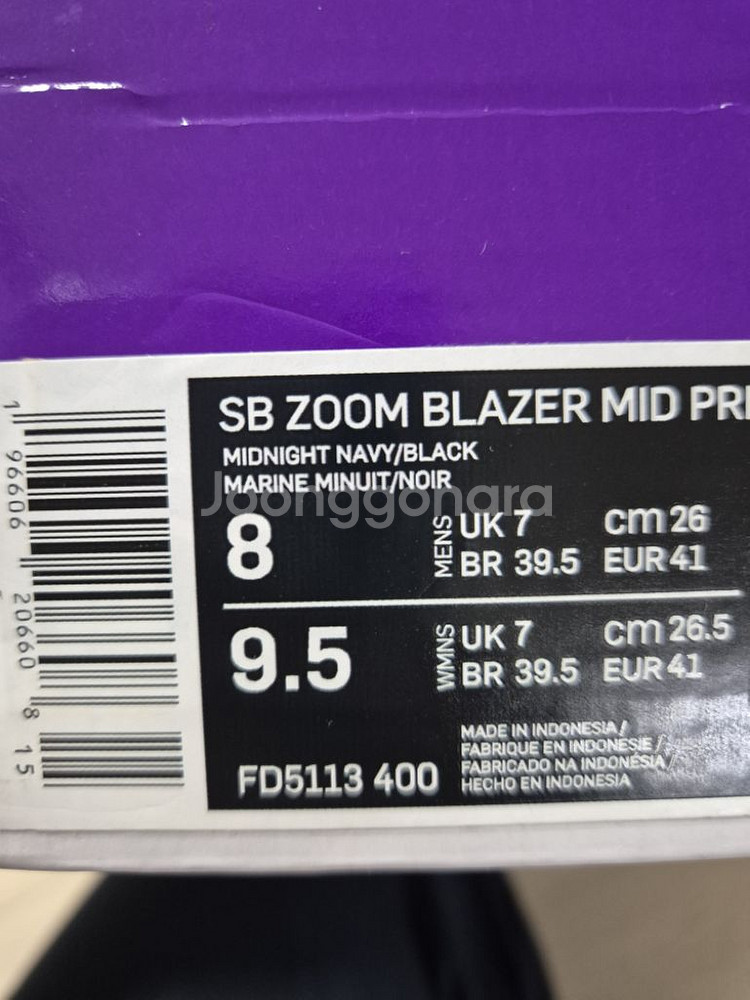 SB ZOOM BLAZER MID
MIDNIGHT NAVY/BLACK
MARINE MINUIT/NOIR
Joonggonara
8 MENS UK 7 cm 26
BR 39.5 EUR 41
9.5 WMNS UK 7 cm 26.5
BR 39.5 EUR 41
FD5113 400
MADE IN INDONESIA/
FABRIQUE EN INDONESIE/
FABRICADO NA INDONÉSIA/
HECHO EN INDONESIA
1 96606 20660 8 15